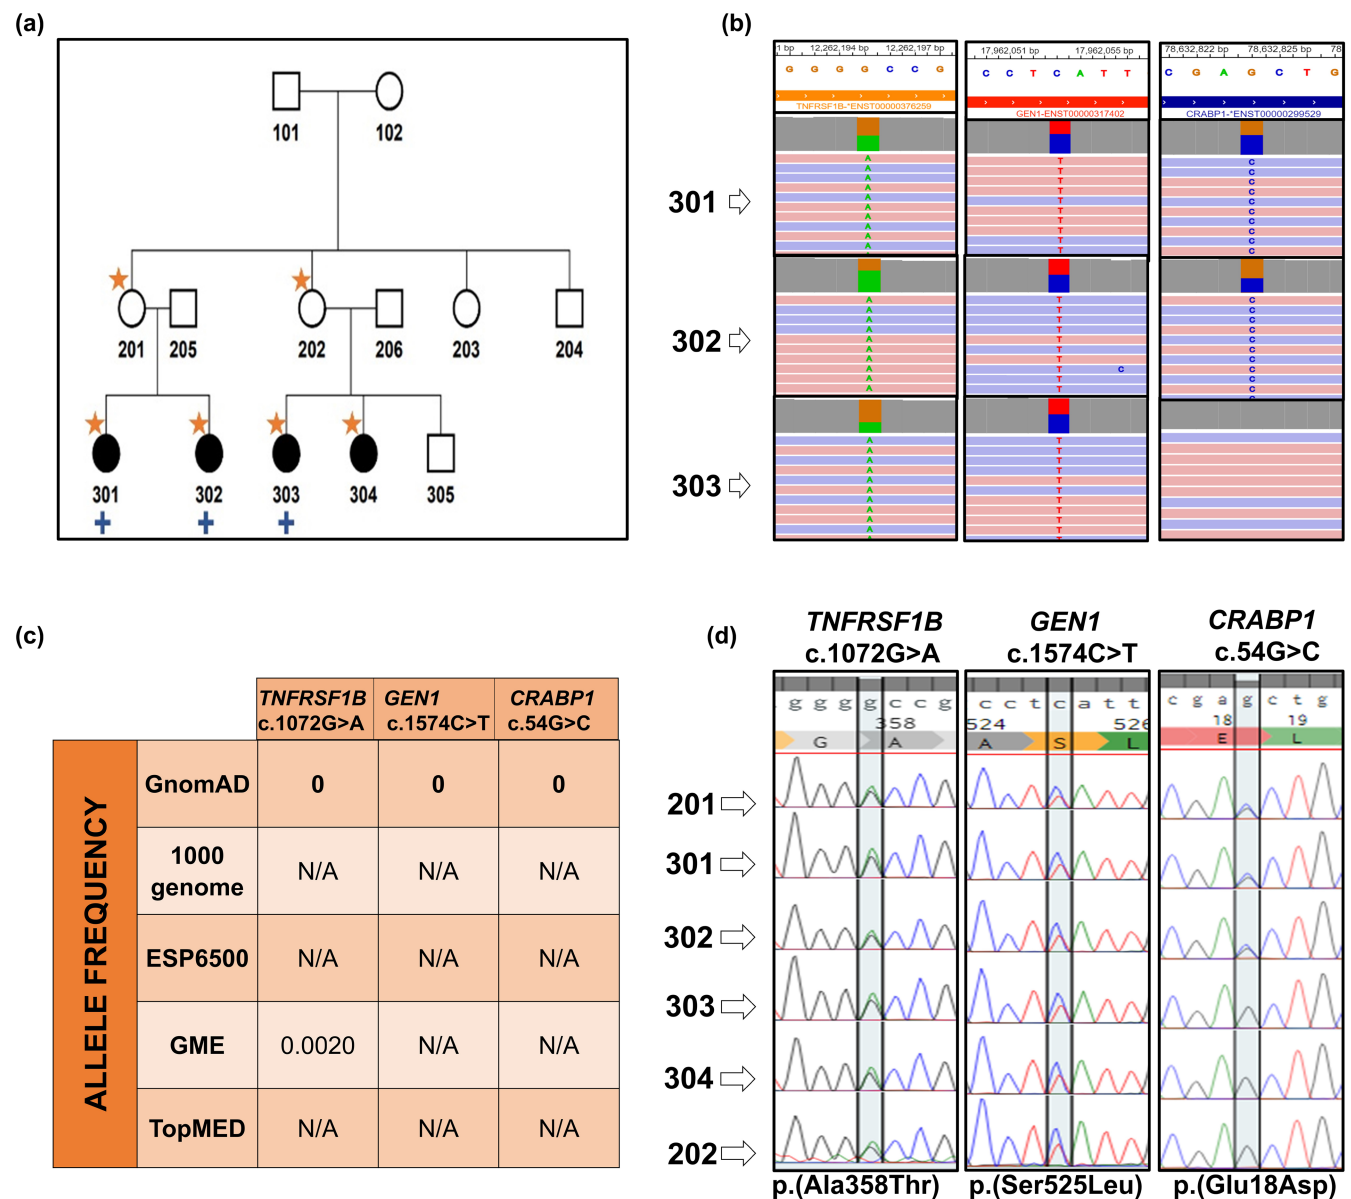 (a)
101 102
201 205 202 206 203 204
301 302 303 304 305
+ + +
(b)
1 bp 12,262,194 bp 12,262,197 bp
G G G G C C G
TNFRSF1B-*ENST00000376259
17,962,051 bp 17,962,055 bp
C C T C A T T
GEN1-ENST00000317402
78,632,822 bp 78,632,825 bp 78
C G A G C T G
CRABP1-*ENST00000299529
301
A A A A A A A A A A
T T T T T T T T T T
C C C C C C C C C C
302
A A A A A A A A A A
T T T T T T T T T T
C
C C C C C C C C C C C
303
A A A A A A A A A A A
T T T T T T T T T T T
(c)
TNFRSF1B c.1072G>A
GEN1 c.1574C>T
CRABP1 c.54G>C
ALLELE FREQUENCY
GnomAD 0 0 0
1000 genome N/A N/A N/A
ESP6500 N/A N/A N/A
GME 0.0020 N/A N/A
TopMED N/A N/A N/A
(d)
TNFRSF1B
c.1072G>A
GEN1
c.1574C>T
CRABP1
c.54G>C
g g g g c c g
358
G A
c c t c a t t
524 526
A S L
c g a g c t g
18 19
E L
201
301
302
303
304
202
p.(Ala358Thr) p.(Ser525Leu) p.(Glu18Asp)